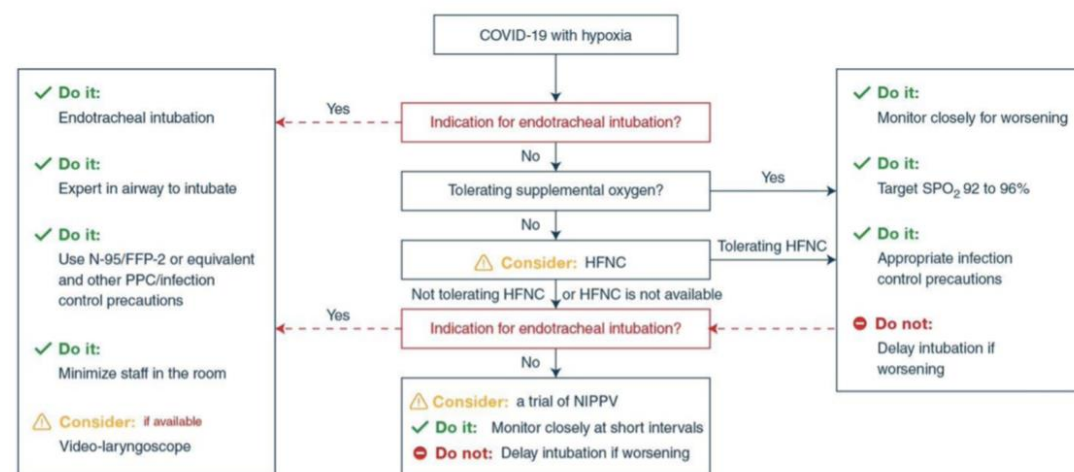 COVID-19 with hypoxia
Do it:
Endotracheal intubation
Do it:
Expert in airway to intubate
Do it:
Use N-95/FFP-2 or equivalent
and other PPC/infection
control precautions
Do it:
Minimize staff in the room
Consider: if available
Video-laryngoscope
Yes
Indication for endotracheal intubation?
No
Tolerating supplemental oxygen?
Yes
No
Consider: HFNC
Tolerating HFNC
Not tolerating HFNC or HFNC is not available
Yes
Indication for endotracheal intubation?
No
Consider: a trial of NIPPV
Do it: Monitor closely at short intervals
Do not: Delay intubation if worsening
Do it:
Monitor closely for worsening
Do it:
Target SPO₂ 92 to 96%
Do it:
Appropriate infection
control precautions
Do not:
Delay intubation if
worsening